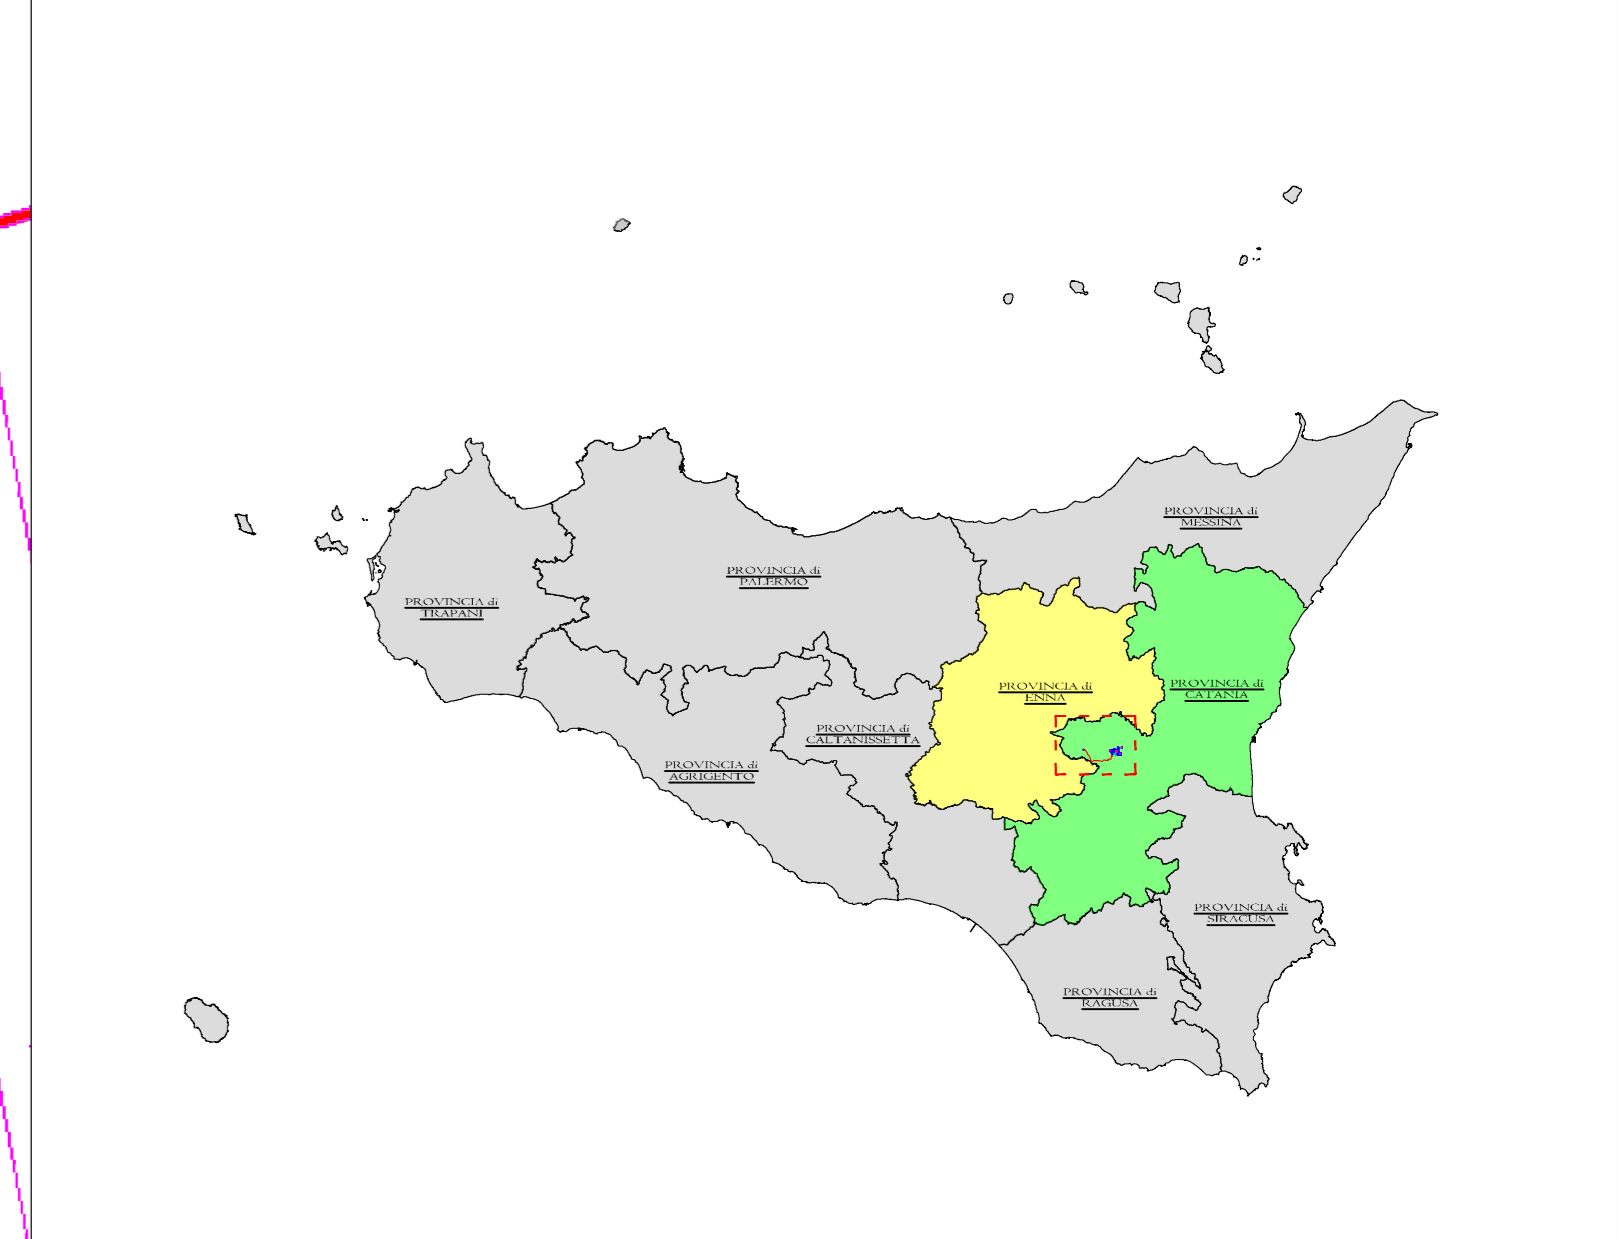 PROVINCIA di
MESSINA
PROVINCIA di
PALERMO
PROVINCIA di
TRAPANI
PROVINCIA di
ENNA
PROVINCIA di
CATANIA
PROVINCIA di
CALTANISSETTA
PROVINCIA di
AGRIGENTO
PROVINCIA di
SIRACUSA
PROVINCIA di
RAGUSA